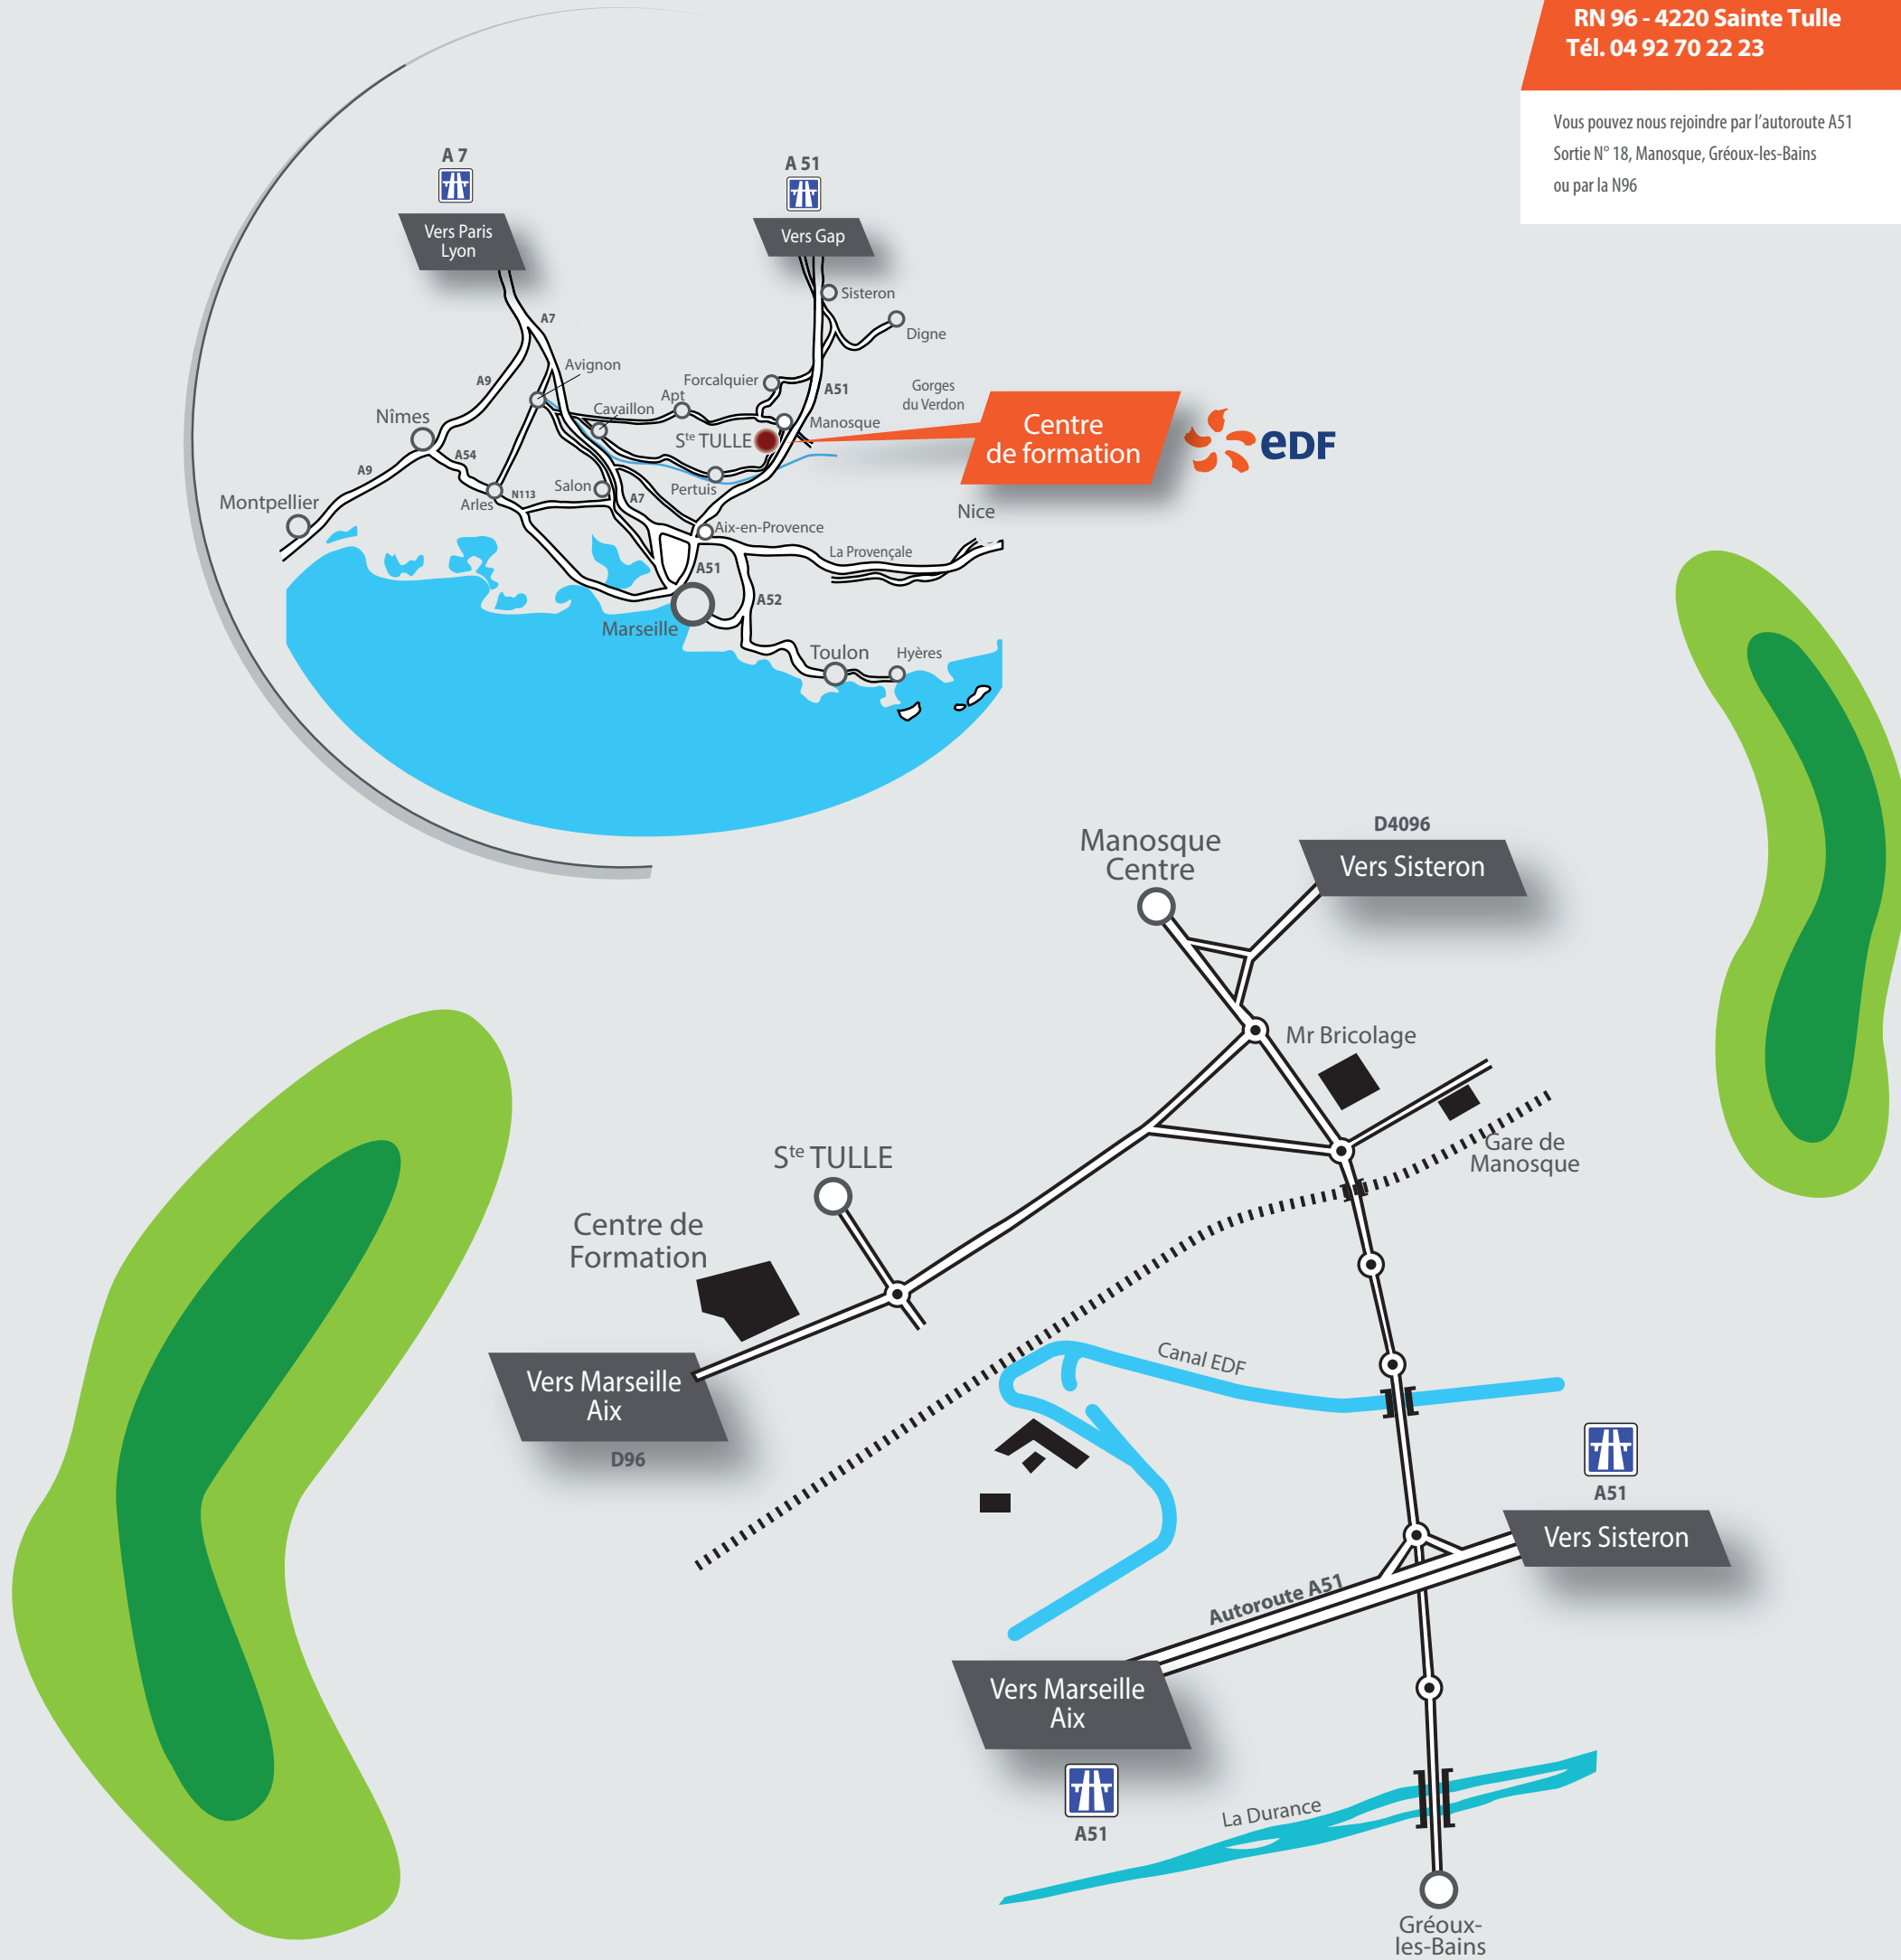 RN 96 - 4220 Sainte Tulle
Tél. 04 92 70 22 23
Vous pouvez nous rejoindre par l'autoroute A51
Sortie N° 18, Manosque, Gréoux-les-Bains
ou par la N96
A 7
A 51
Vers Paris
Lyon
Vers Gap
Sisteron
Digne
A7
Avignon
A9
Forcalquier
A51
Gorges
du Verdon
Apt
Cavaillon
Nîmes
Manosque
Ste TULLE
Centre
de formation
eDF
A54
A9
Salon
Pertuis
N113
A7
Montpellier
Arles
Nice
Aix-en-Provence
La Provençale
A51
A52
Marseille
Toulon
Hyères
D4096
Manosque
Centre
Vers Sisteron
Mr Bricolage
Gare de
Manosque
Ste TULLE
Centre de
Formation
Canal EDF
Vers Marseille
Aix
D96
A51
Vers Sisteron
Autoroute A51
Vers Marseille
Aix
A51
La Durance
Gréoux-
les-Bains